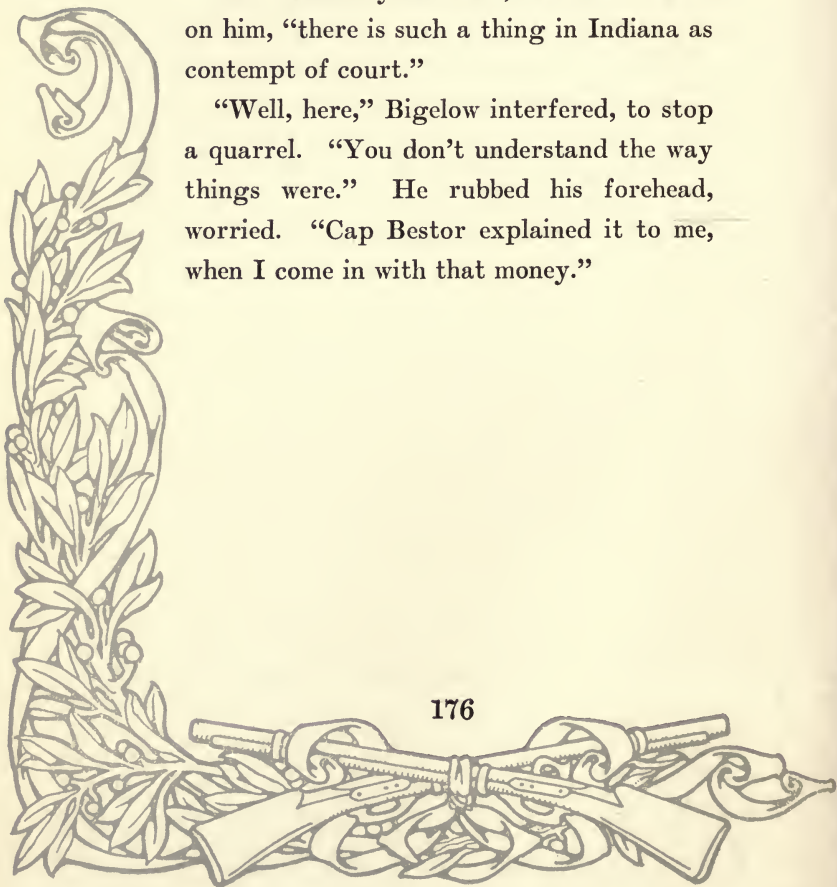 on him, “there is such a thing in Indiana as
contempt of court.”
“Well, here,” Bigelow interfered, to stop
a quarrel. “You don’t understand the way
things were.” He rubbed his forehead,
worried. “Cap Bestor explained it to me,
when I come in with that money.”
176